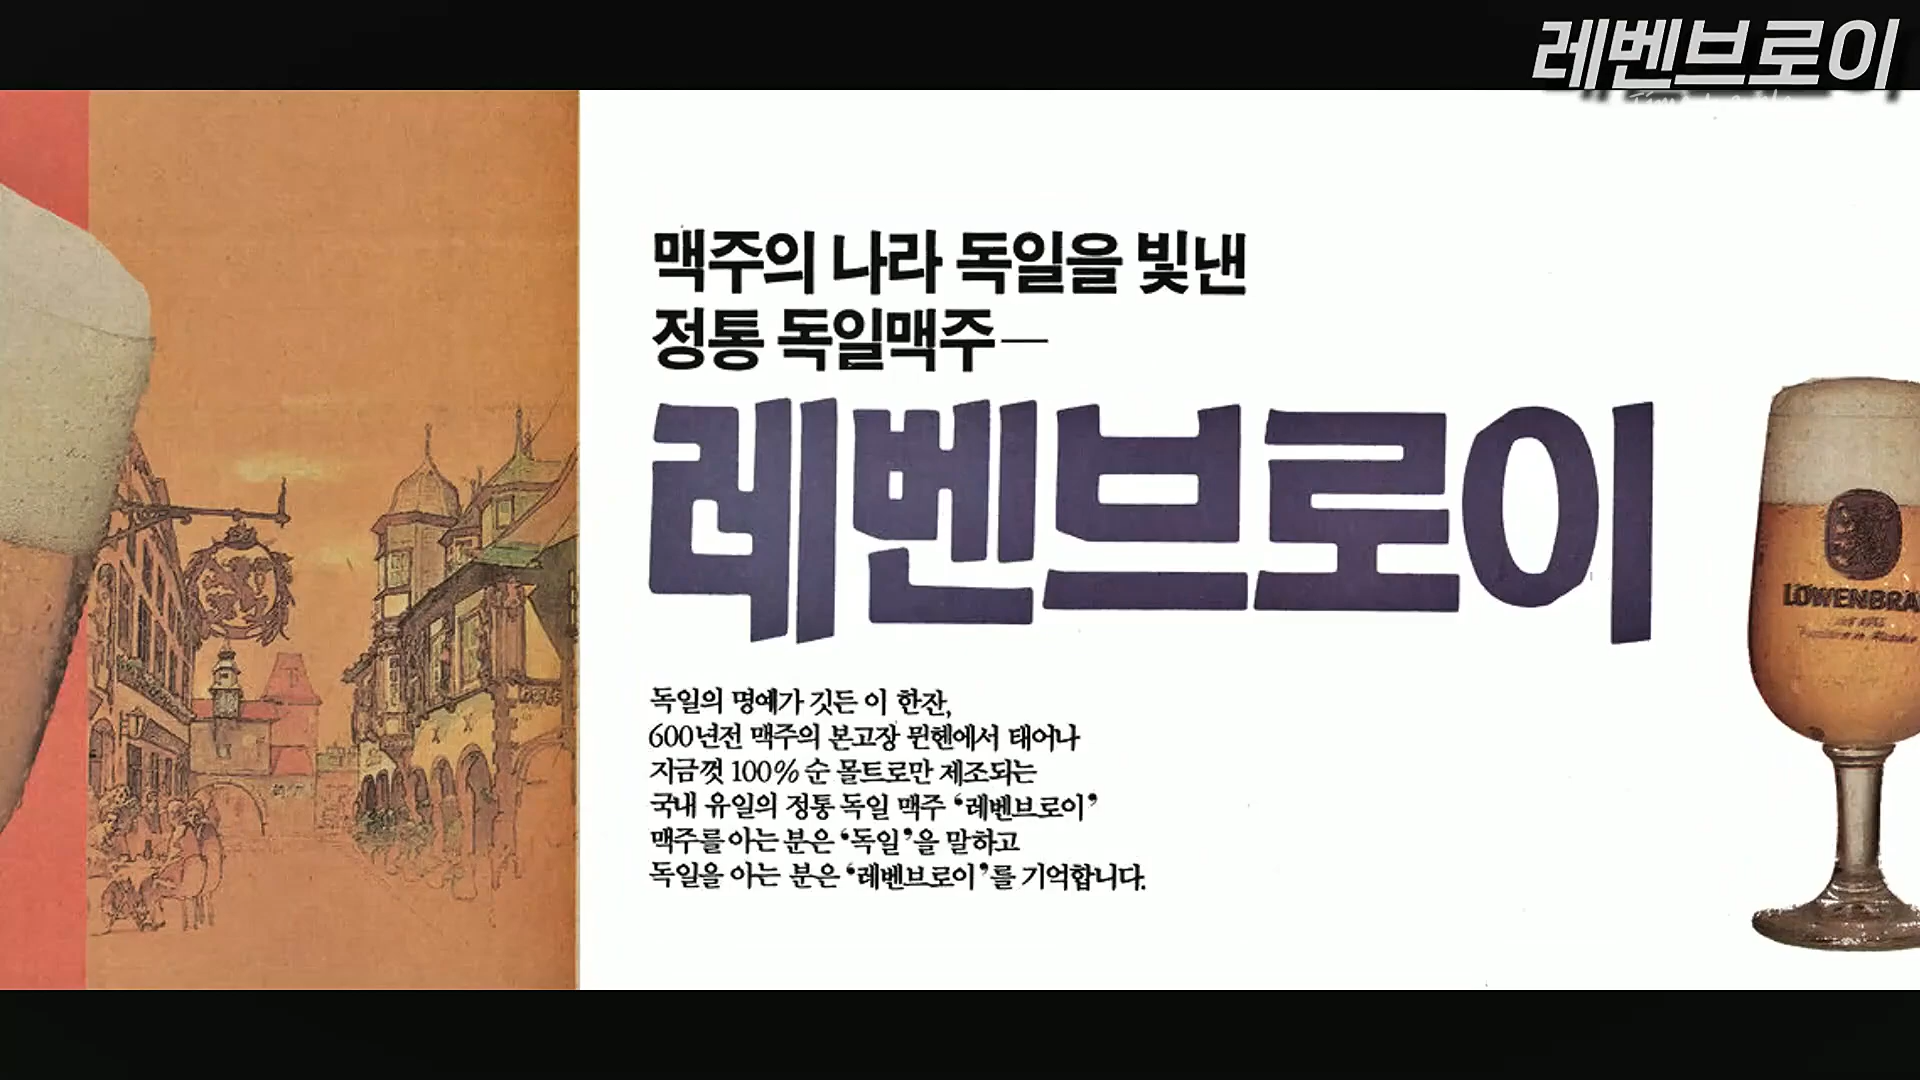 레벤브로이
맥주의 나라 독일을 빛낸
정통 독일맥주—
레벤브로이
독일의 명예가 깃든 이 한잔,
600년전 맥주의 본고장 뮌헨에서 태어나
지금껏 100% 순 몰트로만 제조되는
국내 유일의 정통 독일 맥주 ‘레벤브로이’
맥주를 아는 분은 ‘독일’을 말하고
독일을 아는 분은 ‘레벤브로이’를 기억합니다.
LÖWENBRÄ